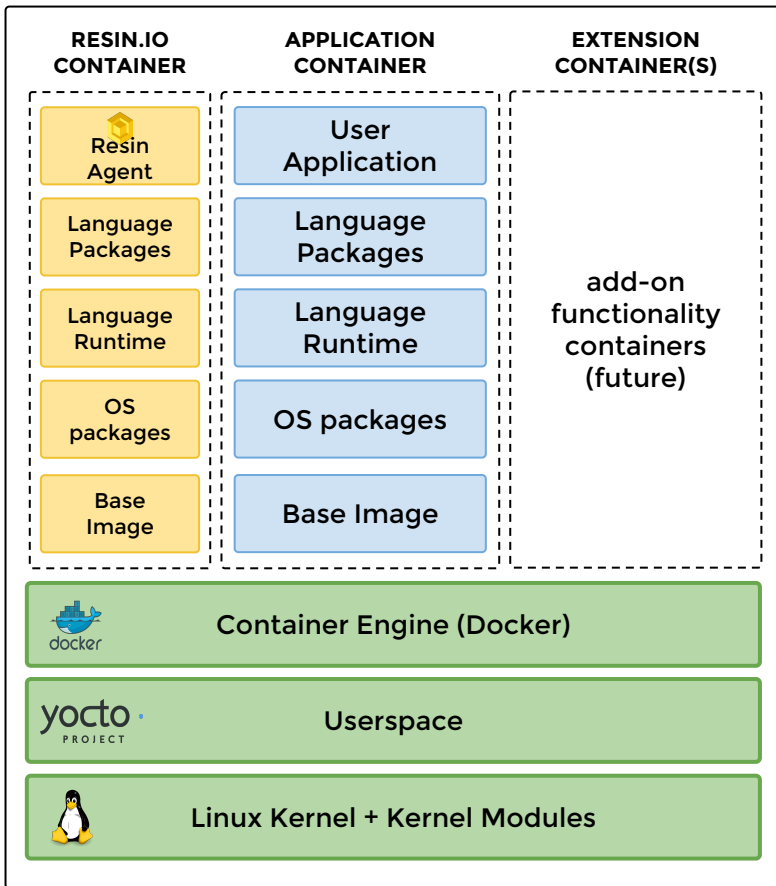 RESIN.IO
CONTAINER
APPLICATION
CONTAINER
EXTENSION
CONTAINER(S)
Resin
Agent
Language
Packages
Language
Runtime
OS
packages
Base
Image
User
Application
Language
Packages
Language
Runtime
OS packages
Base Image
add-on
functionality
containers
(future)
docker
Container Engine (Docker)
yocto
PROJECT
Userspace
Linux Kernel + Kernel Modules